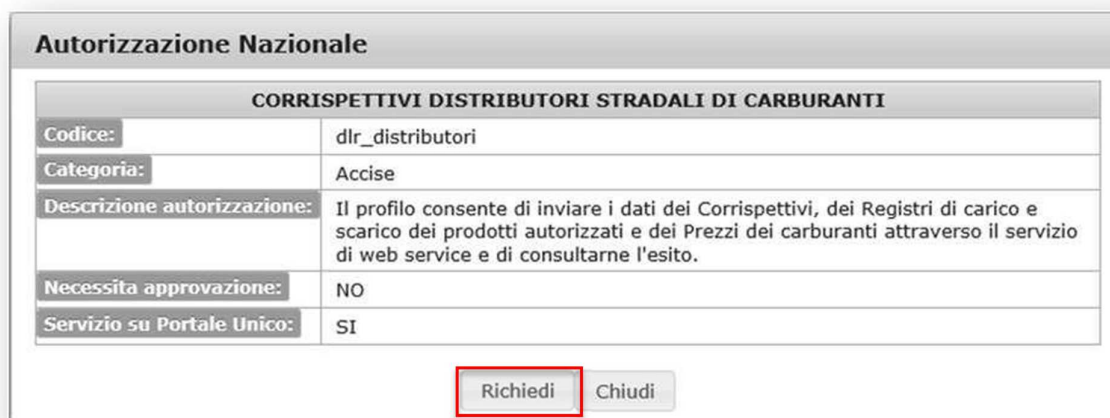 Autorizzazione Nazionale
CORRISPETTIVI DISTRIBUTORI STRADALI DI CARBURANTI
Codice: dlr_distributori
Categoria: Accise
Descrizione autorizzazione: Il profilo consente di inviare i dati dei Corrispettivi, dei Registri di carico e
scarico dei prodotti autorizzati e dei Prezzi dei carburanti attraverso il servizio
di web service e di consultarne l'esito.
Necessita approvazione: NO
Servizio su Portale Unico: SI
Richiedi Chiudi